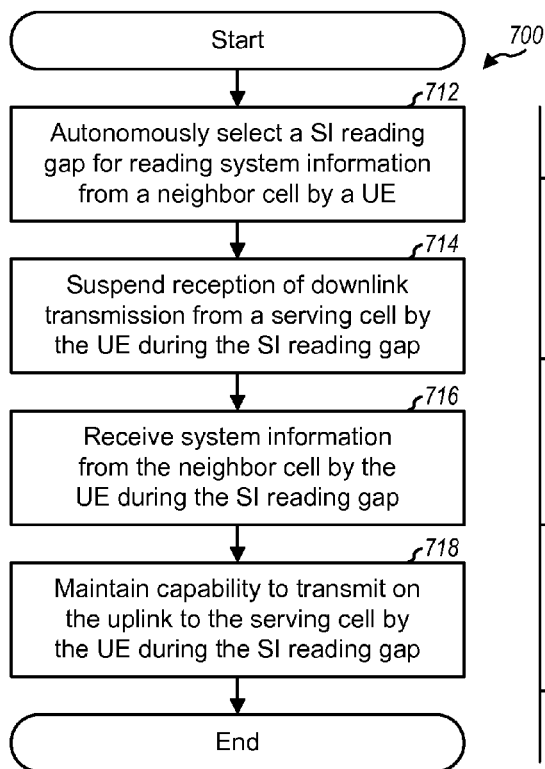 Start
700
712
Autonomously select a SI reading
gap for reading system information
from a neighbor cell by a UE
714
Suspend reception of downlink
transmission from a serving cell by
the UE during the SI reading gap
716
Receive system information
from the neighbor cell by the
UE during the SI reading gap
718
Maintain capability to transmit on
the uplink to the serving cell by
the UE during the SI reading gap
End